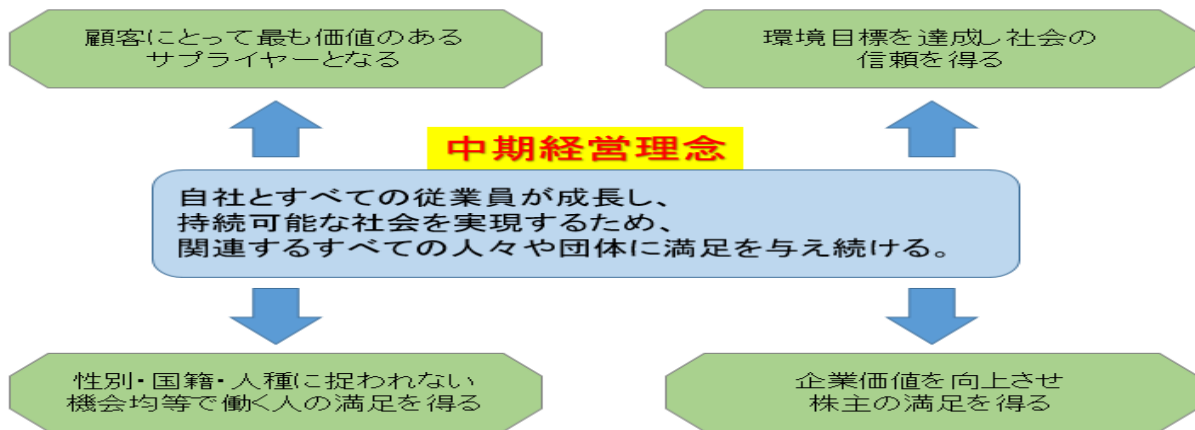 顧客にとって最も価値のある
サプライヤーとなる
環境目標を達成し社会の
信頼を得る
中期経営理念
自社とすべての従業員が成長し、
持続可能な社会を実現するため、
関連するすべての人々や団体に満足を与え続ける。
性別・国籍・人種に捉われない
機会均等で働く人の満足を得る
企業価値を向上させ
株主の満足を得る